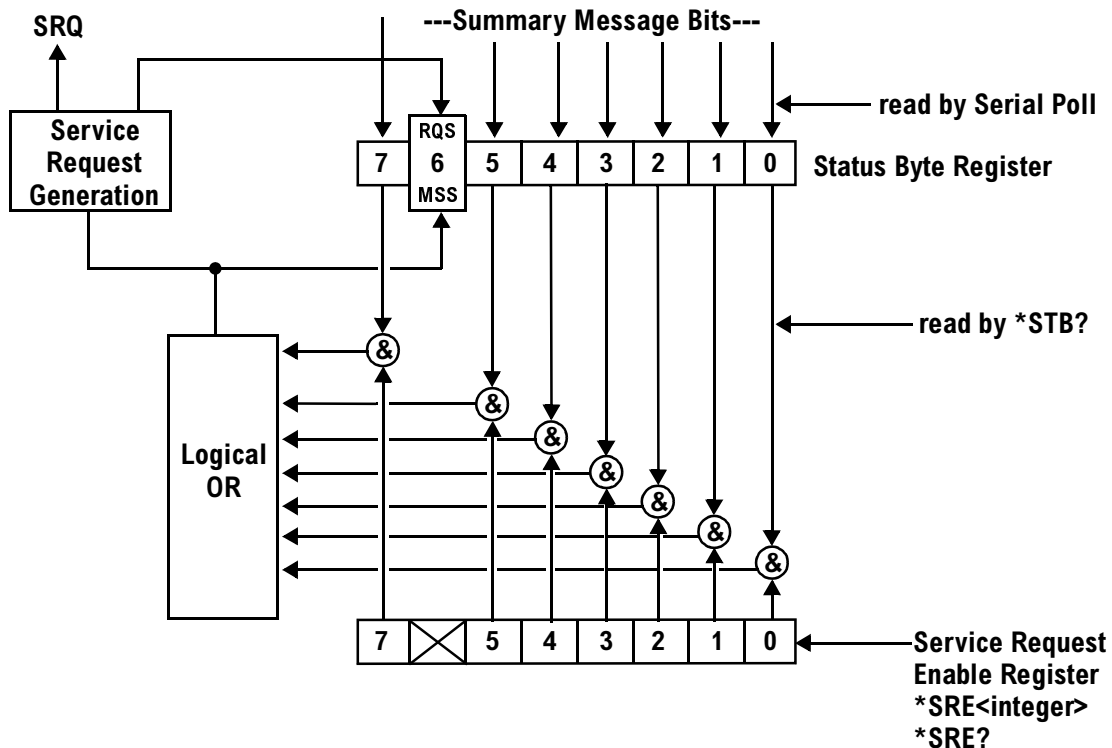 ---Summary Message Bits---
SRQ
read by Serial Poll
Service
Request
Generation
RQS
7 6 5 4 3 2 1 0
MSS
Status Byte Register
read by *STB?
&
&
&
&
&
&
&
Logical
OR
7 5 4 3 2 1 0
Service Request
Enable Register
*SRE<integer>
*SRE?